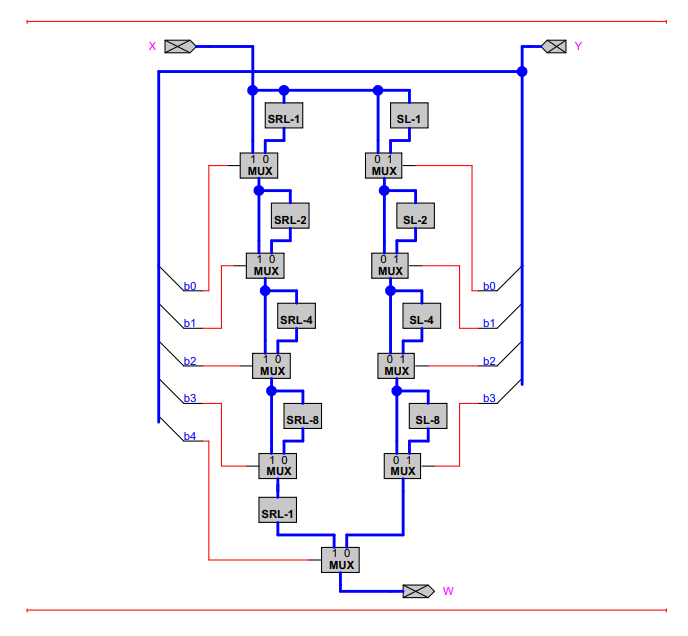 X Y
SRL-1 SL-1
1 0 0 1
MUX MUX
SRL-2 SL-2
1 0 0 1
MUX MUX
b0 b0
SRL-4 SL-4
b1 b1
1 0 0 1
b2 MUX MUX b2
b3 b3
SRL-8 SL-8
b4
1 0 0 1
MUX MUX
SRL-1
1 0
MUX
W